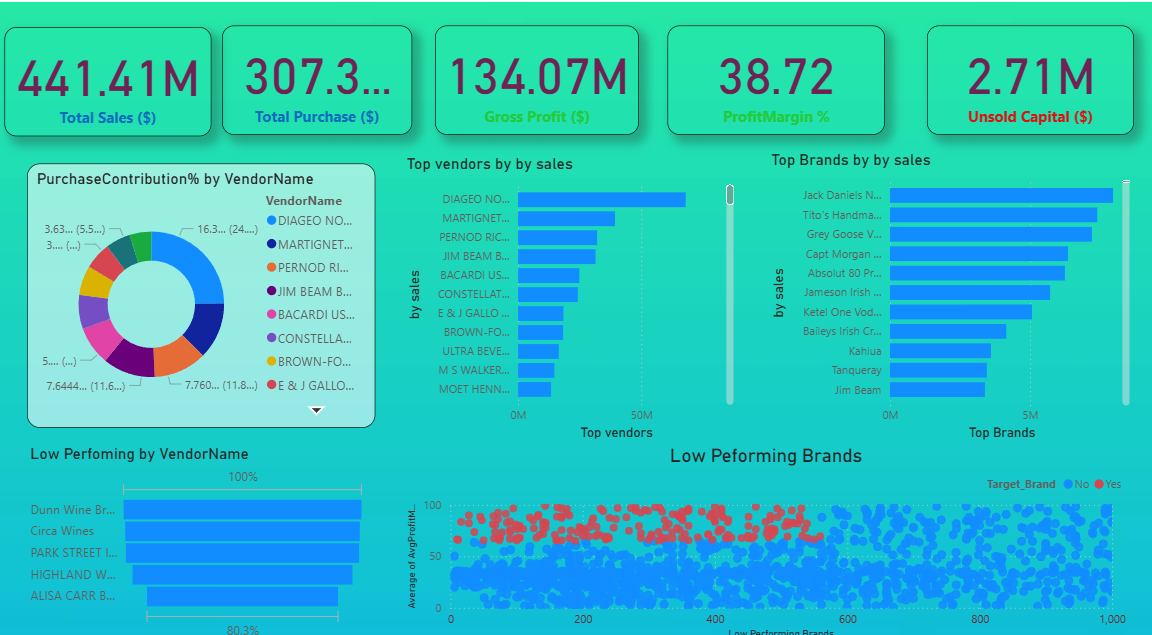 441.41M
Total Sales ($)
307.3...
Total Purchase ($)
134.07M
Gross Profit ($)
38.72
ProfitMargin %
2.71M
Unsold Capital ($)
PurchaseContribution% by VendorName
VendorName
DIAGEO NO...
MARTIGNET...
PERNOD RI...
JIM BEAM B...
BACARDI US...
CONSTELLA...
BROWN-FO...
E & J GALLO...
3.63... (5.5...)
3.... (...)
5.... (...)
7.6444... (11.6...)
16.3... (24....)
7.760... (11.8...)
Top vendors by by sales
by sales
DIAGEO NO...
MARTIGNET...
PERNOD RIC...
JIM BEAM B...
BACARDI US...
CONSTELLAT...
E & J GALLO ...
BROWN-FO...
ULTRA BEVE...
M S WALKER...
MOET HENN...
0M 50M
Top vendors
Top Brands by by sales
by sales
Jack Daniels N...
Tito's Handma...
Grey Goose V...
Capt Morgan ...
Absolut 80 Pr...
Jameson Irish ...
Ketel One Vod...
Baileys Irish Cr...
Kahlua
Tanqueray
Jim Beam
0M 5M
Top Brands
Low Perfoming by VendorName
100%
Dunn Wine Br...
Circa Wines
PARK STREET I...
HIGHLAND W...
ALISA CARR B...
80.3%
Low Peforming Brands
Target_Brand No Yes
Average of AvgProfitM...
100
50
0
0 200 400 600 800 1,000
Low Performing Brands